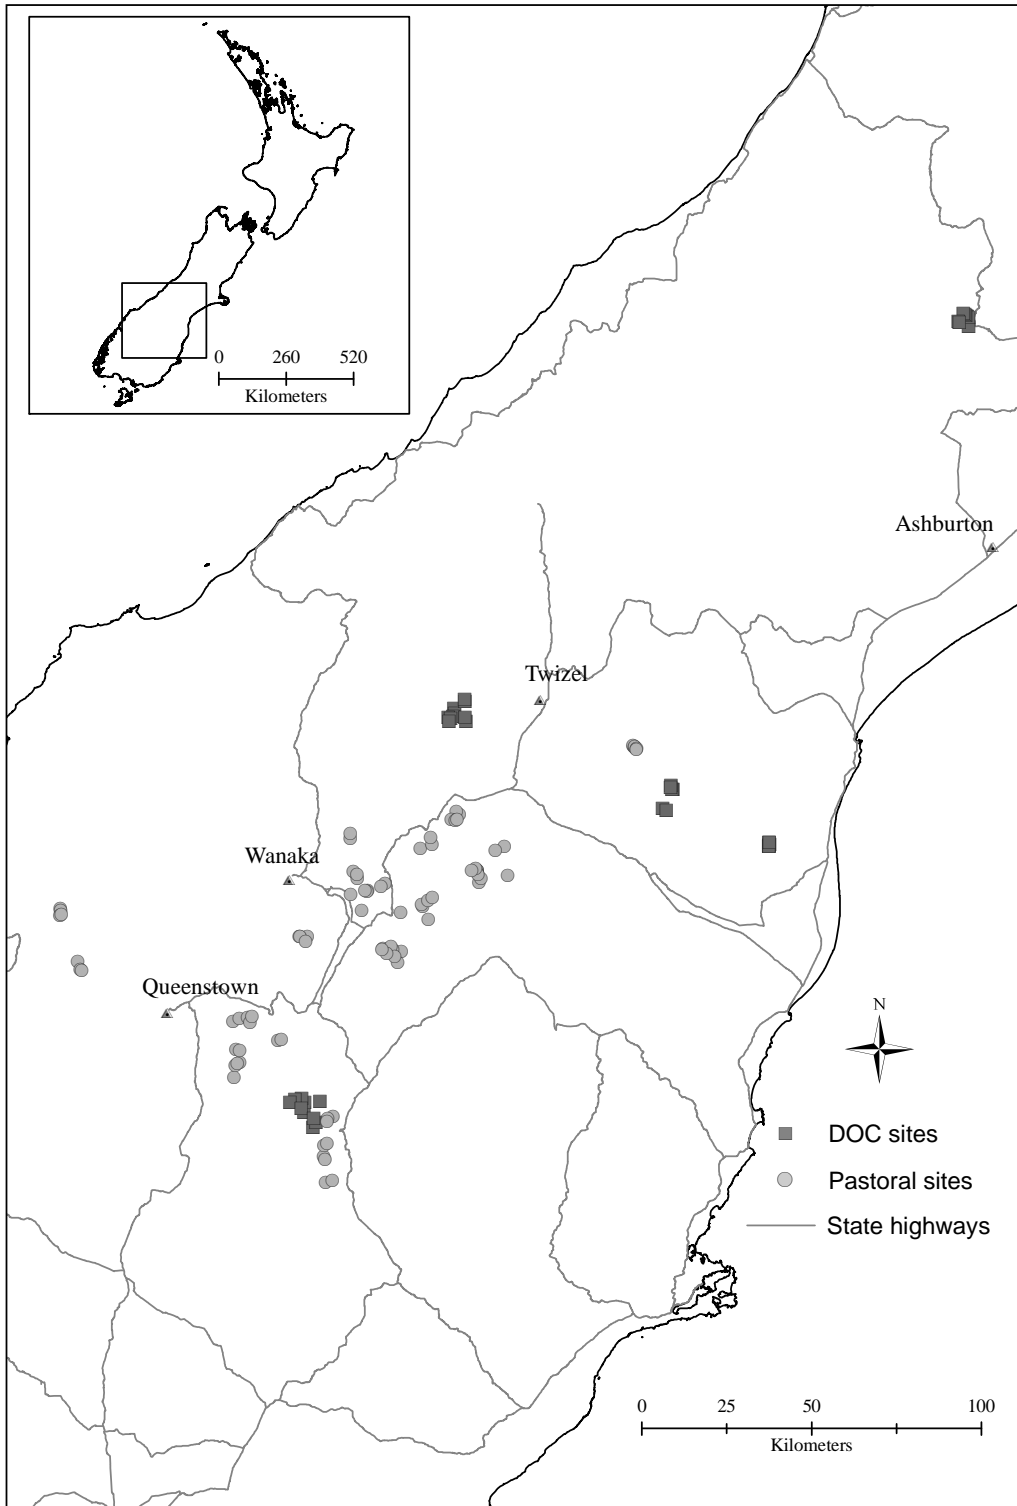 0 260 520
Kilometers
Ashburton
Twizel
Wanaka
Queenstown
N
DOC sites
Pastoral sites
State highways
0 25 50 100
Kilometers